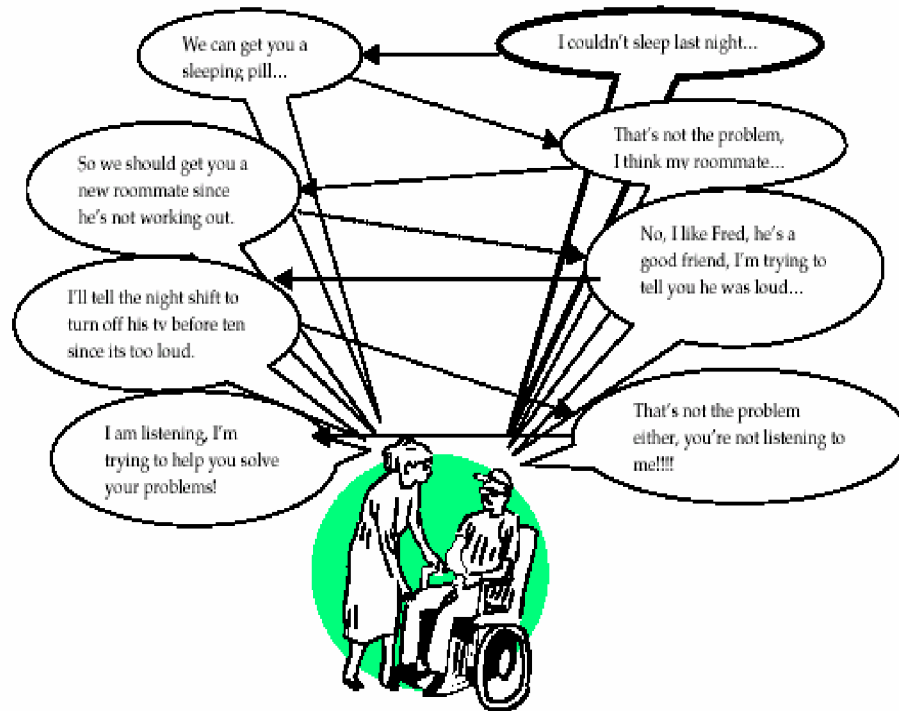 I couldn't sleep last night...
We can get you a
sleeping pill...
That's not the problem,
I think my roommate...
So we should get you a
new roommate since
he's not working out.
No, I like Fred, he's a
good friend, I'm trying to
tell you he was loud...
I'll tell the night shift to
turn off his tv before ten
since its too loud.
That's not the problem
either, you're not listening to
me!!!!
I am listening, I'm
trying to help you solve
your problems!